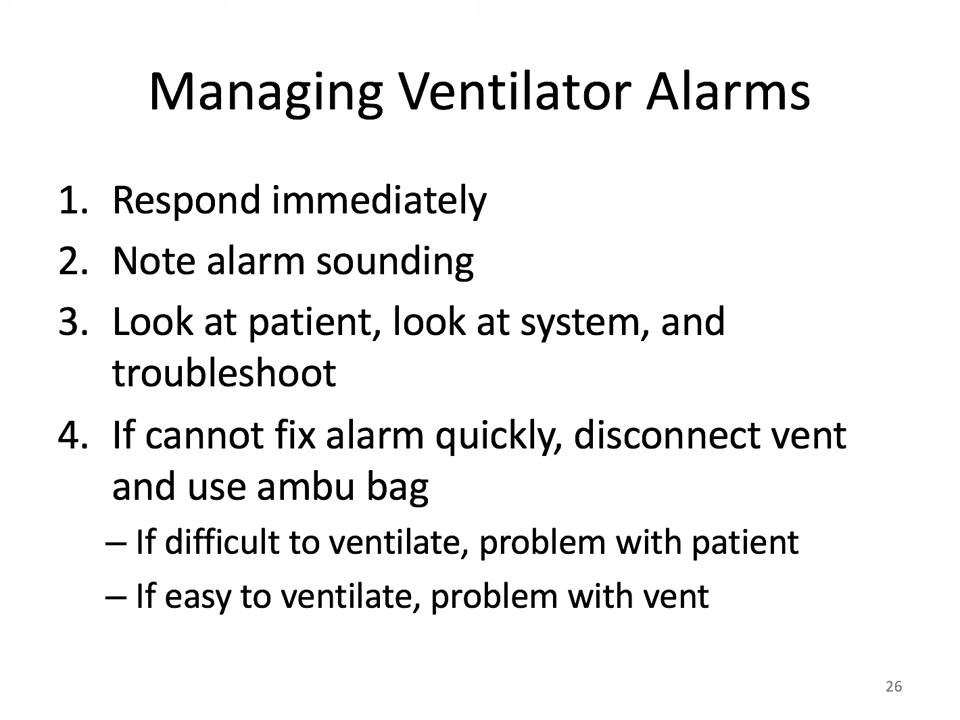 Managing Ventilator Alarms
1. Respond immediately
2. Note alarm sounding
3. Look at patient, look at system, and
troubleshoot
4. If cannot fix alarm quickly, disconnect vent
and use ambu bag
– If difficult to ventilate, problem with patient
– If easy to ventilate, problem with vent
26